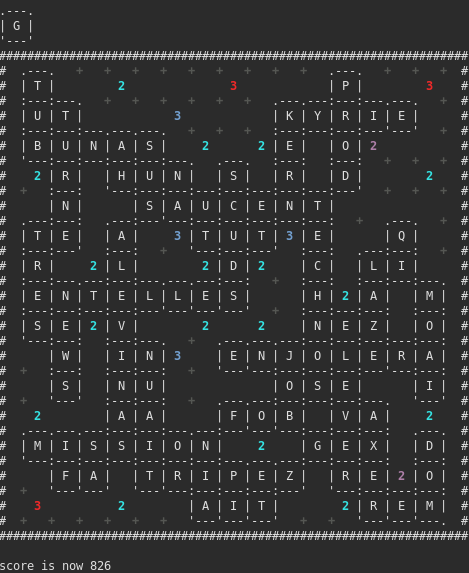 | G |
# | T | 2 3 | P | 3 #
# | U | T | 3 | K | Y | R | I | E | #
# | B | U | N | A | S | 2 2 | E | | O | 2 #
# 2 | R | | H | U | N | | S | | R | | D | 2 #
# | N | | S | A | U | C | E | N | T | #
# | T | E | | A | 3 | T | U | T | 3 | E | | Q | #
# | R | 2 | L | 2 | D | 2 | C | | L | I | #
# | E | N | T | E | L | L | E | S | | H | 2 | A | | M | #
# | S | E | 2 | V | 2 2 | N | E | Z | | O | #
# | W | | I | N | 3 | E | N | J | O | L | E | R | A | #
# | S | | N | U | | O | S | E | | I | #
# 2 | A | A | | F | O | B | | V | A | 2 #
# | M | I | S | S | I | O | N | 2 | G | E | X | | D | #
# | F | A | | T | R | I | P | E | Z | | R | E | 2 | O | #
# 3 2 | A | I | T | 2 | R | E | M | #
score is now 826